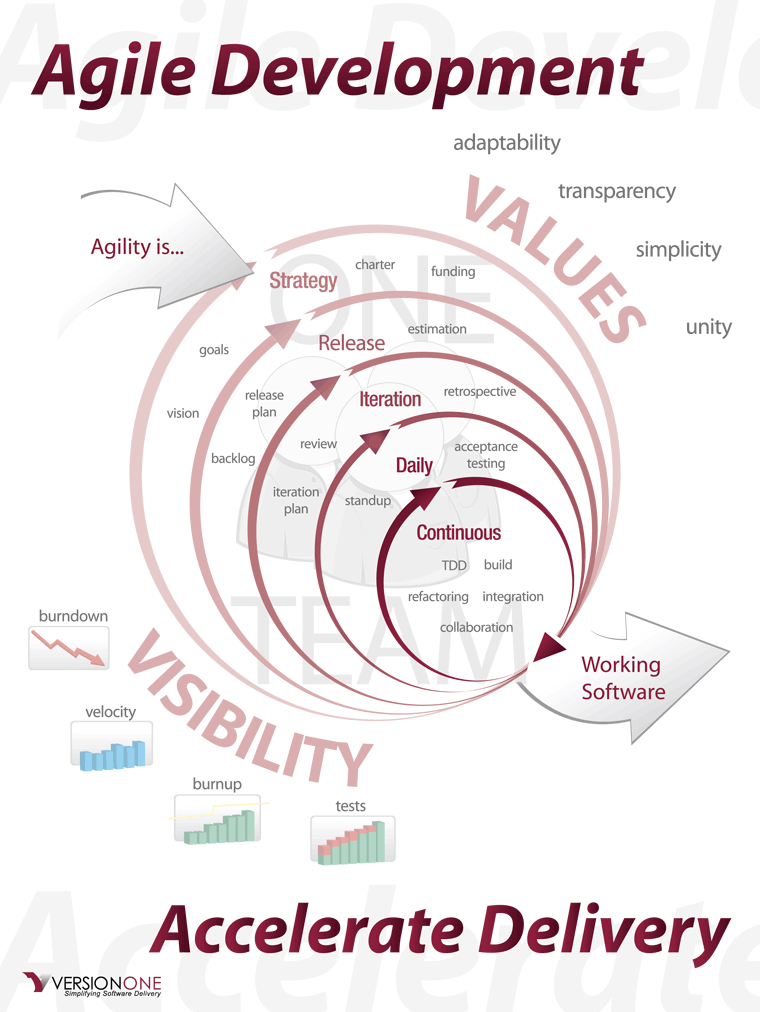 Agile Development
adaptability
VALUES
transparency
simplicity
unity
Agility is...
ONE
Strategy
charter
funding
Release
estimation
goals
Iteration
retrospective
release
plan
vision
review
backlog
Daily
acceptance
testing
iteration
plan
standup
Continuous
TDD
build
refactoring
integration
collaboration
TEAM
Working
Software
VISIBILITY
burndown
velocity
burnup
tests
Accelerate Delivery
VERSIONONE
Simplifying Software Delivery
Agile Develo
Accelerate